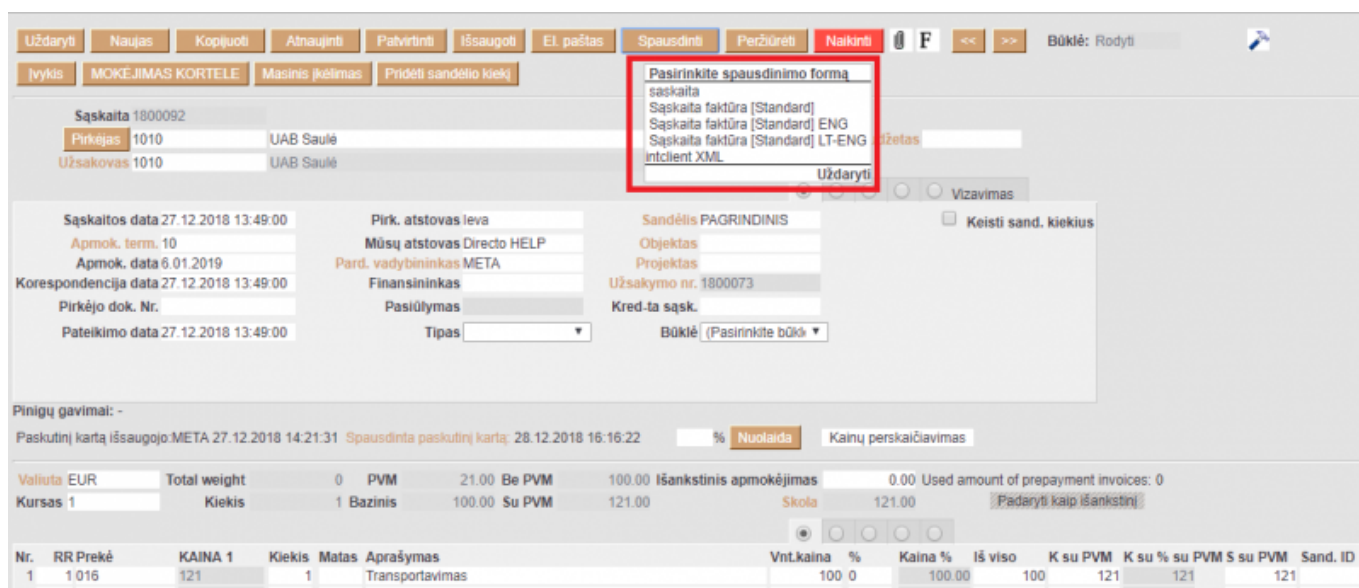 Uždaryti Naujas Kopijuoti Atnaujinti Patvirtinti Išsaugoti El. paštas Spausdinti Peržiūrėti Naikinti F << >> Būklė: Rodyti
Įvykis MOKĖJIMAS KORTELE Masinis įkėlimas Pridėti sandėlio kiekį
Pasirinkite spausdinimo formą
saskaita
Sąskaita faktūra [Standard]
Sąskaita faktūra [Standard] ENG
Sąskaita faktūra [Standard] LT-ENG
intclient XML
Uždaryti
Sąskaita 1800092
Pirkėjas 1010 UAB Saulė džetas
Užsakovas 1010 UAB Saulė
Vizavimas
Sąskaitos data 27.12.2018 13:49:00 Pirk. atstovas Ieva Sandėlis PAGRINDINIS Keisti sand. kiekius
Apmok. term. 10 Mūsų atstovas Directo HELP Objektas
Apmok. data 6.01.2019 Pard. vadybininkas META Projektas
Korespondencija data 27.12.2018 13:49:00 Finansininkas Užsakymo nr. 1800073
Pirkėjo dok. Nr. Pasiūlymas Kred-ta sąsk.
Pateikimo data 27.12.2018 13:49:00 Tipas Būklė (Pasirinkite būkl
Pinigų gavimai: -
Paskutinį kartą išsaugojo:META 27.12.2018 14:21:31 Spausdinta paskutinį kartą: 28.12.2018 16:16:22 % Nuolaida Kainų perskaičiavimas
Valiuta EUR Total weight 0 PVM 21.00 Be PVM 100.00 Išankstinis apmokėjimas 0.00 Used amount of prepayment invoices: 0
Kursas 1 Kiekis 1 Bazinis 100.00 Su PVM 121.00 Skola 121.00 Padaryti kaip išankstinį
Nr. RR Prekė KAINA 1 Kiekis Matas Aprašymas Vnt.kaina % Kaina % Iš viso K su PVM K su % su PVM S su PVM Sand. ID
1 1 016 121 1 Transportavimas 100 0 100.00 100 121 121 121